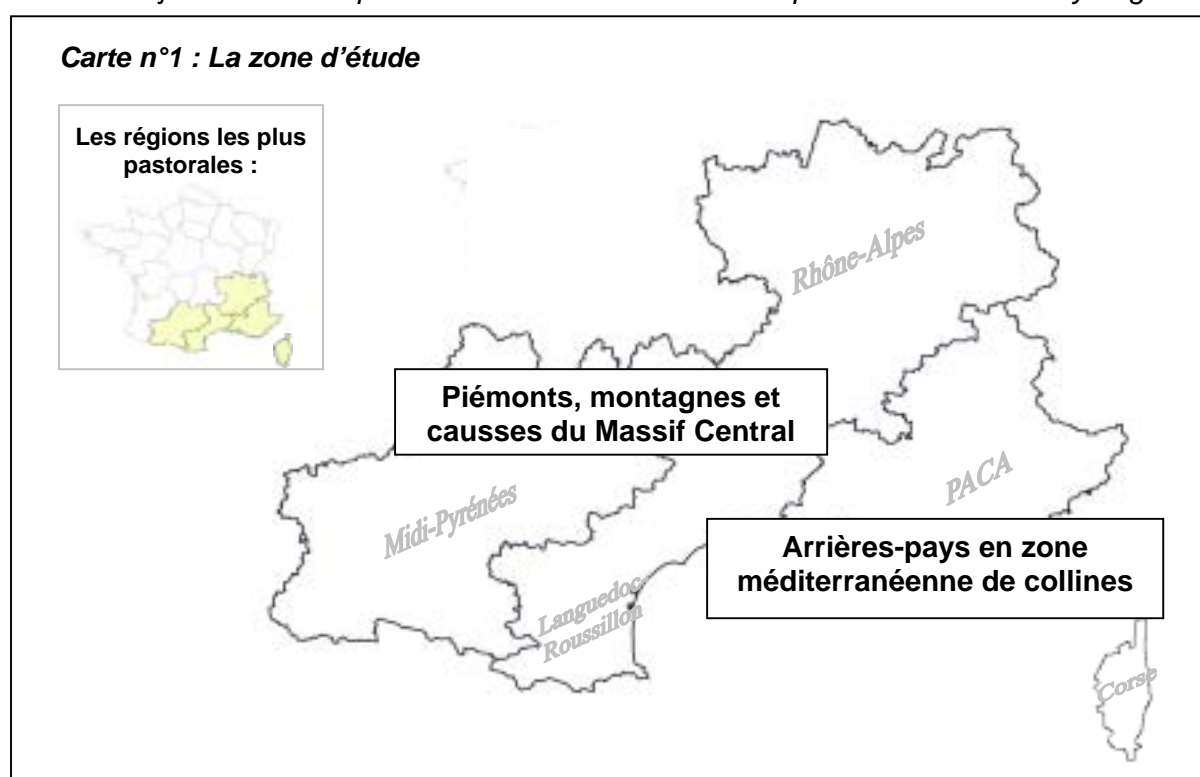 Carte n°1 : La zone d'étude
Les régions les plus
pastorales :
Rhône-Alpes
Piémonts, montagnes et
causses du Massif Central
PACA
Midi-Pyrénées
Arrières-pays en zone
méditerranéenne de collines
Languedoc
Roussillon
Corse